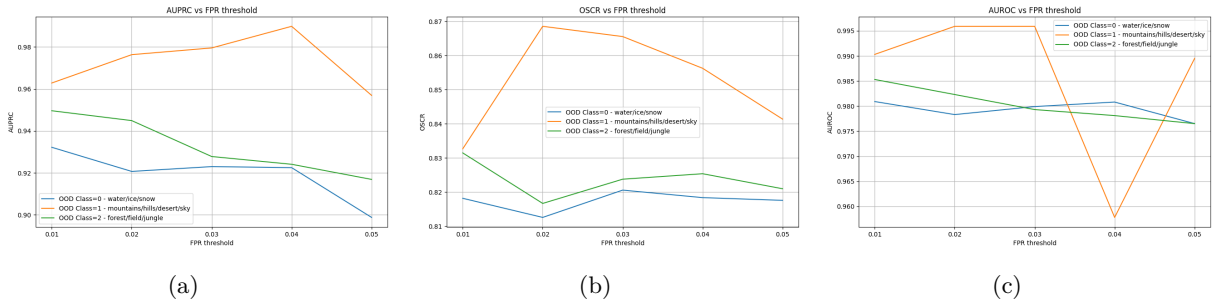 AUPRC vs FPR threshold
0.98
0.96
0.94
0.92
0.90
AUPRC
OOD Class=0 - water/ice/snow
OOD Class=1 - mountains/hills/desert/sky
OOD Class=2 - forest/field/jungle
0.01 0.02 0.03 0.04 0.05
FPR threshold
(a)
OSCR vs FPR threshold
0.87
0.86
0.85
0.84
0.83
0.82
0.81
OSCR
OOD Class=0 - water/ice/snow
OOD Class=1 - mountains/hills/desert/sky
OOD Class=2 - forest/field/jungle
0.01 0.02 0.03 0.04 0.05
FPR threshold
(b)
AUROC vs FPR threshold
0.995
0.990
0.985
0.980
0.975
0.970
0.965
0.960
AUROC
OOD Class=0 - water/ice/snow
OOD Class=1 - mountains/hills/desert/sky
OOD Class=2 - forest/field/jungle
0.01 0.02 0.03 0.04 0.05
FPR threshold
(c)